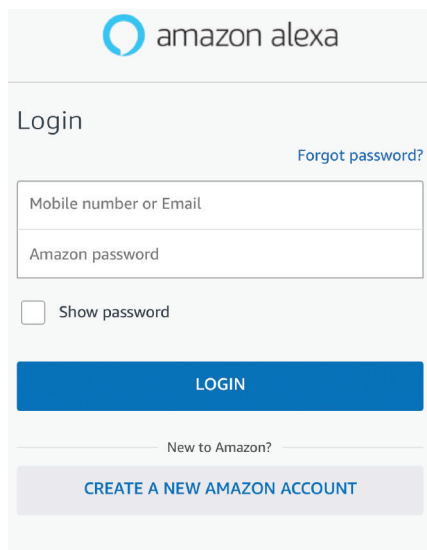 amazon alexa
Login
Forgot password?
Mobile number or Email
Amazon password
Show password
LOGIN
New to Amazon?
CREATE A NEW AMAZON ACCOUNT